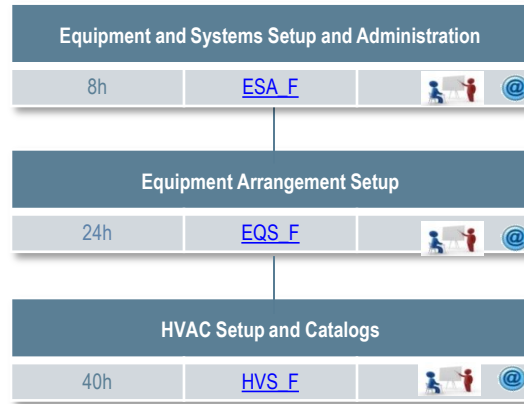 Equipment and Systems Setup and Administration
8h ESA_F @
Equipment Arrangement Setup
24h EQS_F @
HVAC Setup and Catalogs
40h HVS_F @